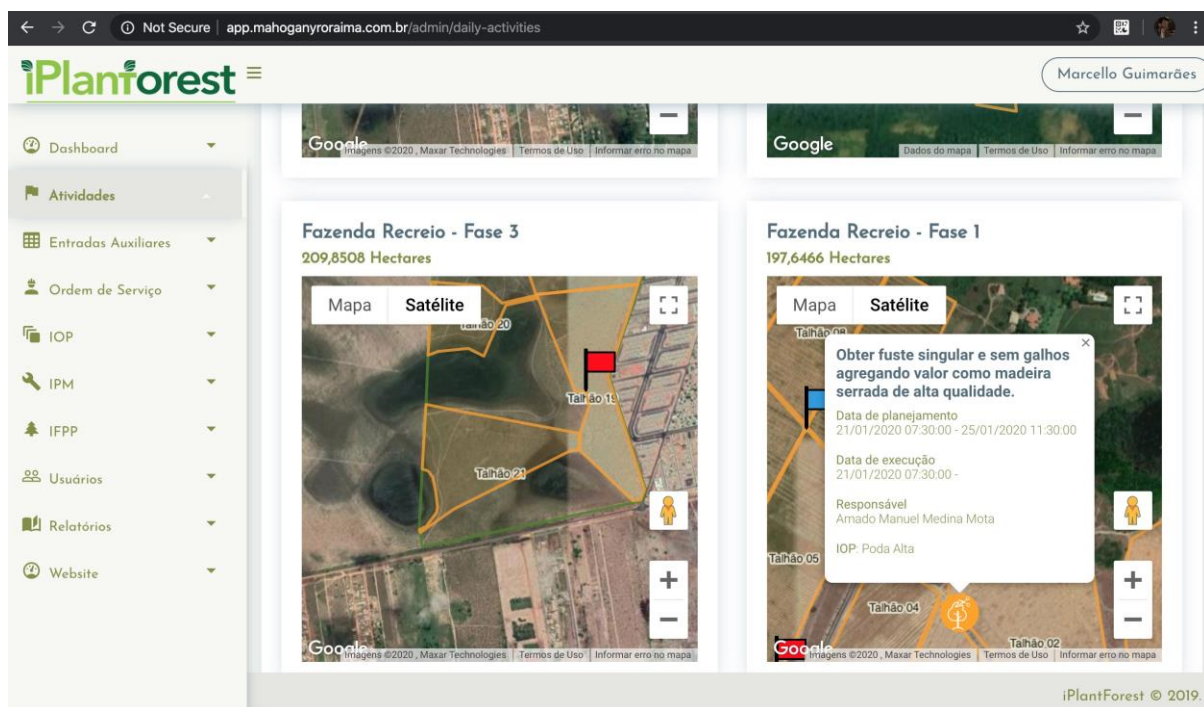 Not Secure | app.mahoganyroraima.com.br/admin/daily-activities
iPlantforest
Marcello Guimarães
Dashboard
Atividades
Entradas Auxiliares
Ordem de Serviço
IOP
IPM
IFPP
Usuários
Relatórios
Website
Google
Imagens ©2020 , Maxar Technologies
Termos de Uso
Informar erro no mapa
Google
Dados do mapa
Termos de Uso
Informar erro no mapa
Fazenda Recreio - Fase 3
209,8508 Hectares
Mapa
Satélite
Talhão 20
Talhão 19
Talhão 21
Google
Imagens ©2020 , Maxar Technologies
Termos de Uso
Informar erro no mapa
Fazenda Recreio - Fase 1
197,6466 Hectares
Mapa
Satélite
Talhão 08
Obter fuste singular e sem galhos
agregando valor como madeira
serrada de alta qualidade.
Data de planejamento
21/01/2020 07:30:00 - 25/01/2020 11:30:00
Data de execução
21/01/2020 07:30:00 -
Responsável
Arnado Manuel Medina Mota
IOP: Poda Alta
Talhão 05
Talhão 04
Talhão 02
Google
Imagens ©2020 , Maxar Technologies
Termos de Uso
Informar erro no mapa
iPlantForest © 2019.